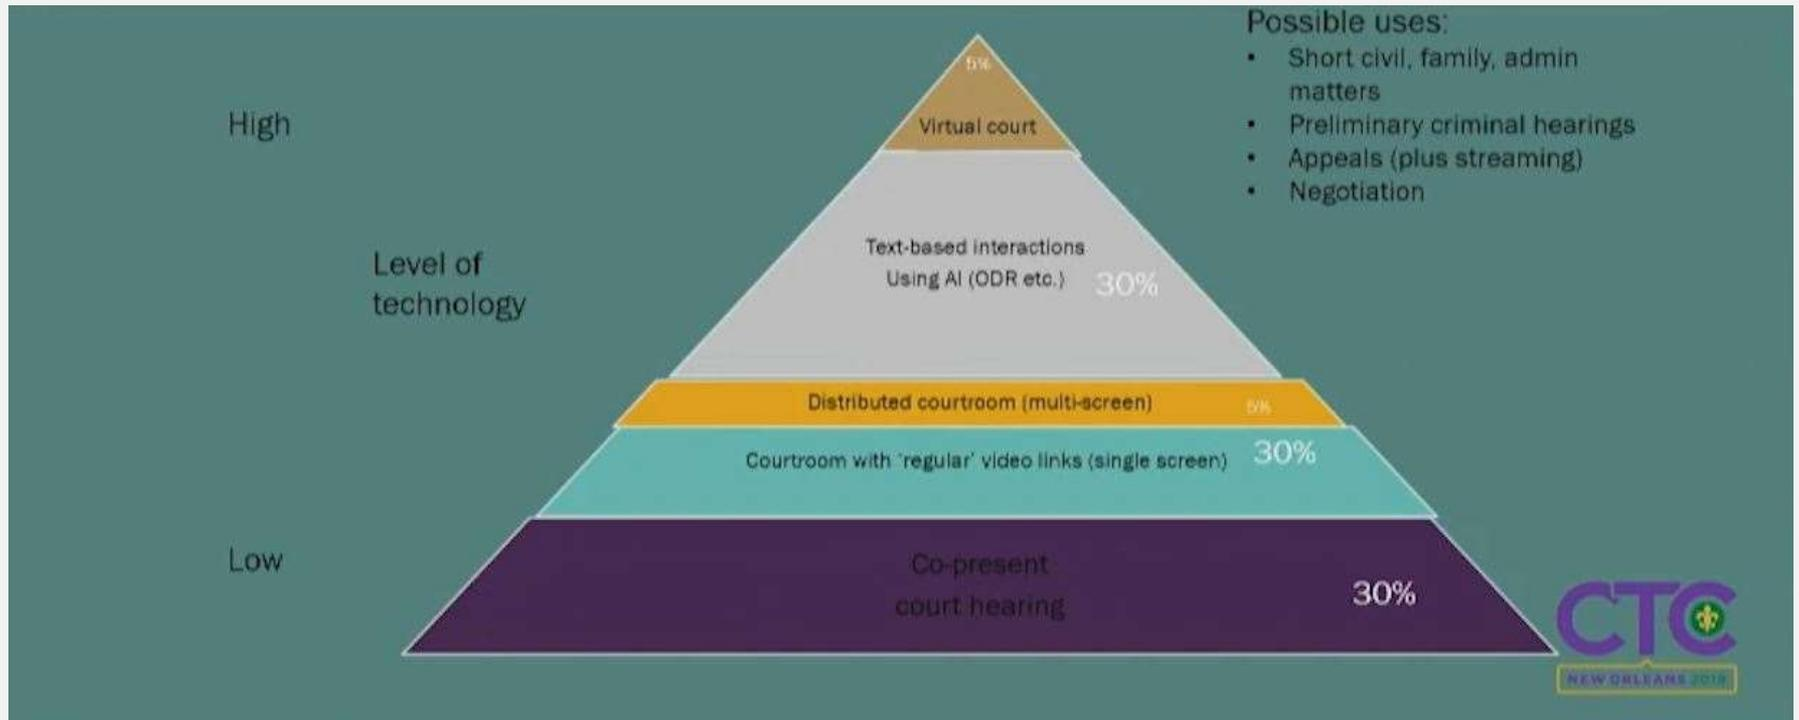 Possible uses:
• Short civil, family, admin
matters
• Preliminary criminal hearings
• Appeals (plus streaming)
• Negotiation
High
5%
Virtual court
Level of
technology
Text-based interactions
Using AI (ODR etc.) 30%
Distributed courtroom (multi-screen) 5%
Courtroom with 'regular' video links (single screen) 30%
Low
Co-present
court hearing
30%
CTC
NEW ORLEANS 2019